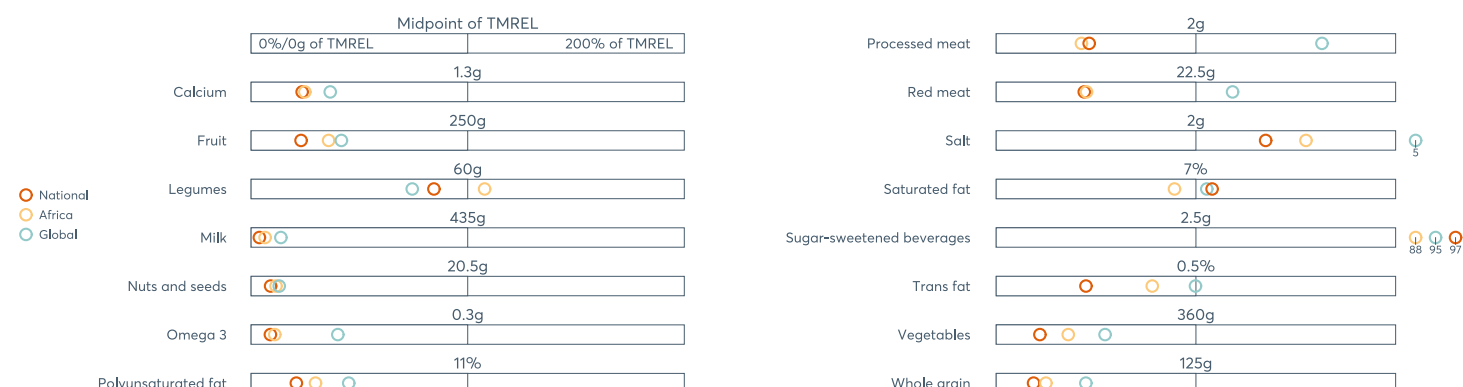 Midpoint of TMREL
0%/0g of TMREL 200% of TMREL
1.3g
Calcium
250g
Fruit
60g
Legumes
435g
Milk
20.5g
Nuts and seeds
0.3g
Omega 3
11%
Polyunsaturated fat
National
Africa
Global
2g
Processed meat
22.5g
Red meat
2g
Salt
5
7%
Saturated fat
2.5g
Sugar-sweetened beverages
88 95 97
0.5%
Trans fat
360g
Vegetables
125g
Whole grain